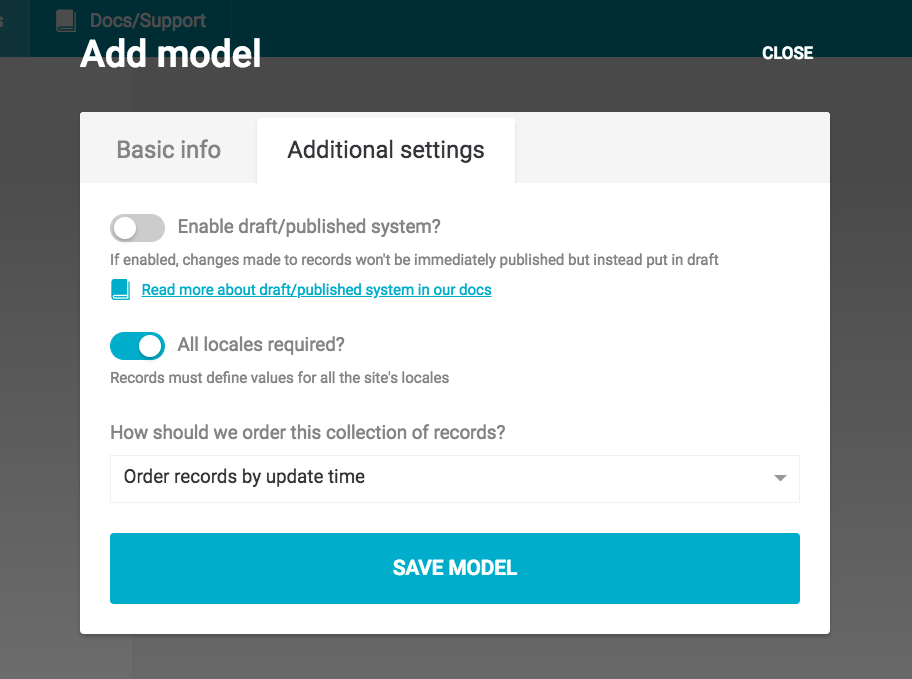 Docs/Support
Add model
CLOSE
Basic info
Additional settings
Enable draft/published system?
If enabled, changes made to records won't be immediately published but instead put in draft
Read more about draft/published system in our docs
All locales required?
Records must define values for all the site's locales
How should we order this collection of records?
Order records by update time
SAVE MODEL